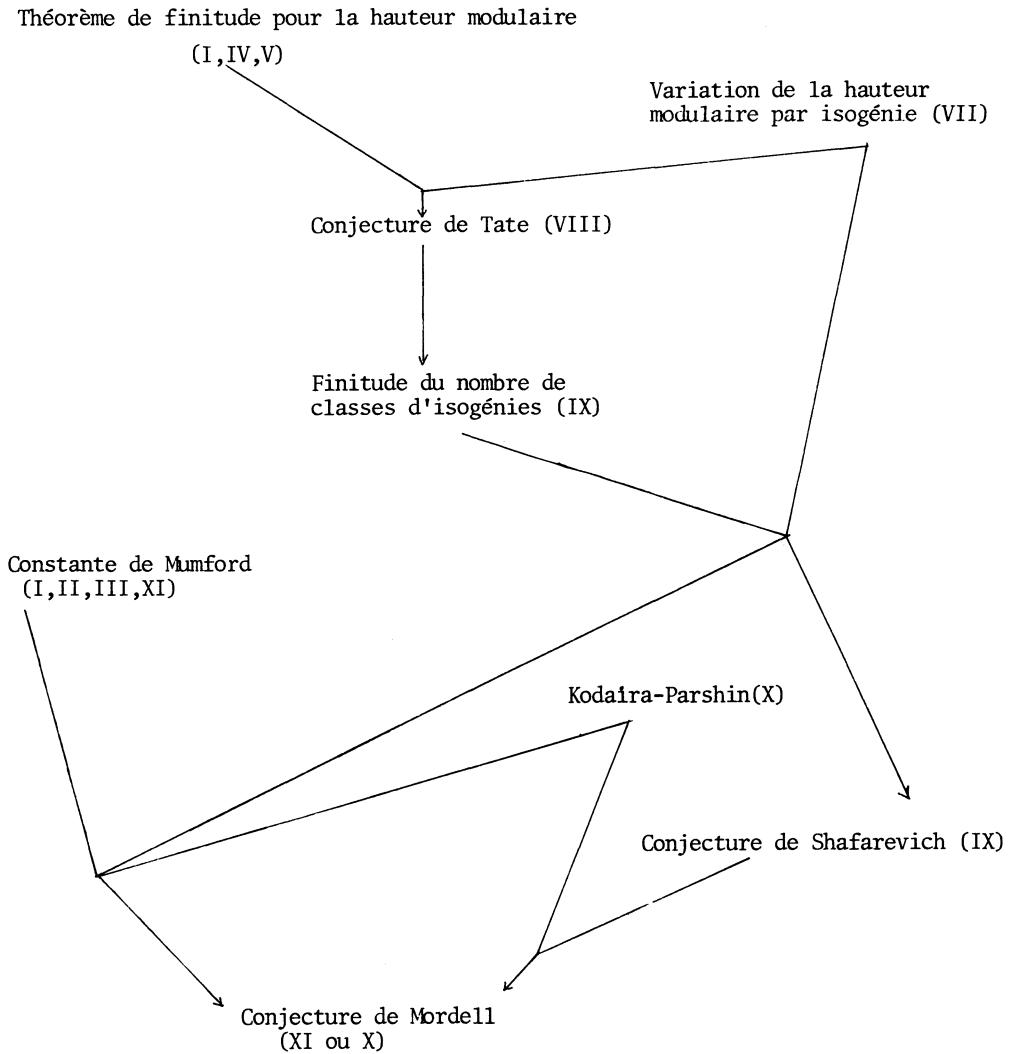 Théorème de finitude pour la hauteur modulaire
(I,IV,V)
Variation de la hauteur
modulaire par isogénie (VII)
Conjecture de Tate (VIII)
Finitude du nombre de
classes d'isogénies (IX)
Constante de Mumford
(I,II,III,XI)
Kodaira-Parshin(X)
Conjecture de Shafarevich (IX)
Conjecture de Mordell
(XI ou X)